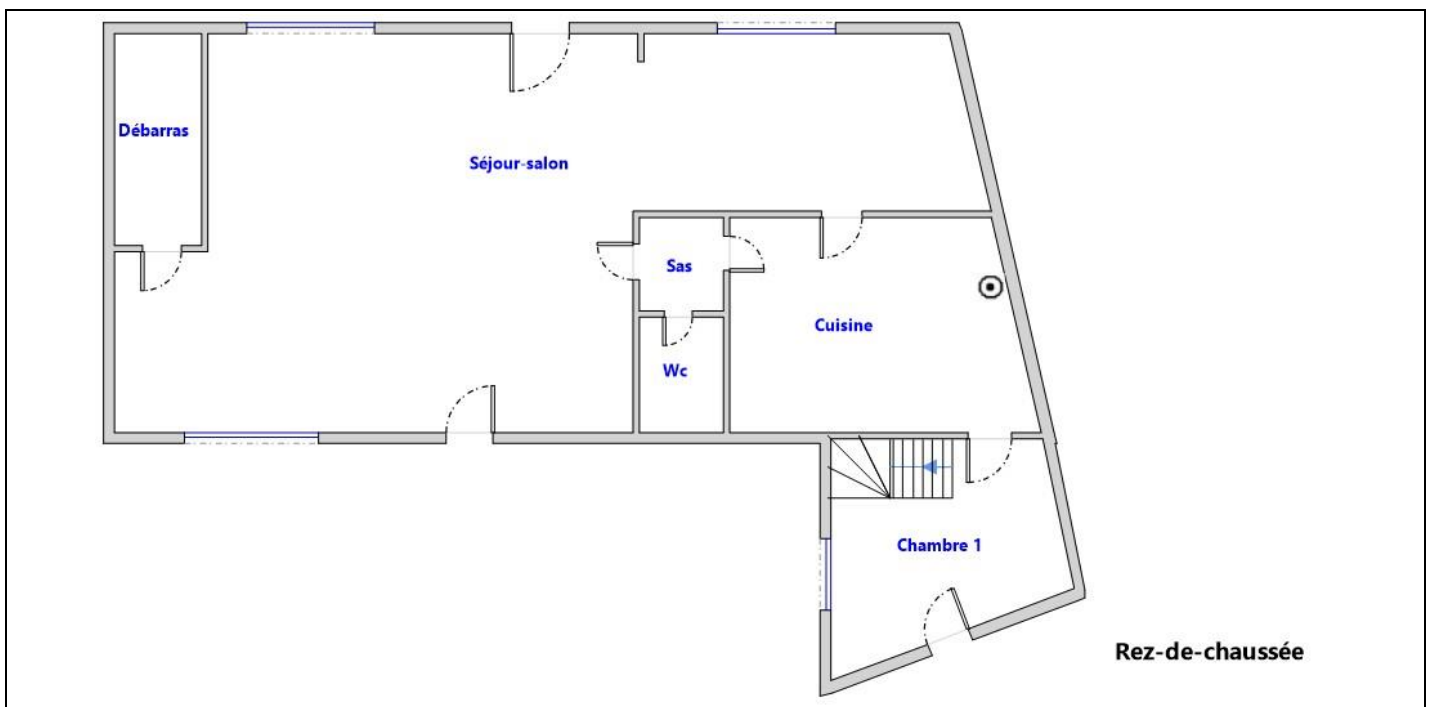 Débarras
Séjour-salon
Sas
Cuisine
Wc
Chambre 1
Rez-de-chaussée